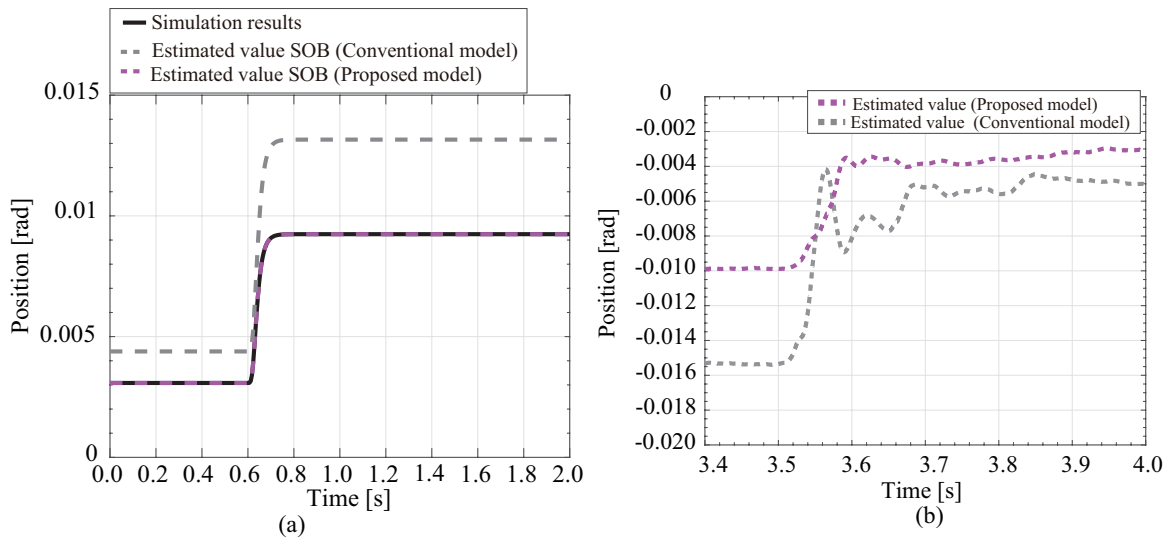 Simulation results
Estimated value SOB (Conventional model)
Estimated value SOB (Proposed model)
0.015
0.01
0.005
0
Position [rad]
0.0 0.2 0.4 0.6 0.8 1.0 1.2 1.4 1.6 1.8 2.0
Time [s]
(a)
Estimated value (Proposed model)
Estimated value (Conventional model)
0
-0.002
-0.004
-0.006
-0.008
-0.010
-0.012
-0.014
-0.016
-0.018
-0.020
Position [rad]
3.4 3.5 3.6 3.7 3.8 3.9 4.0
Time [s]
(b)